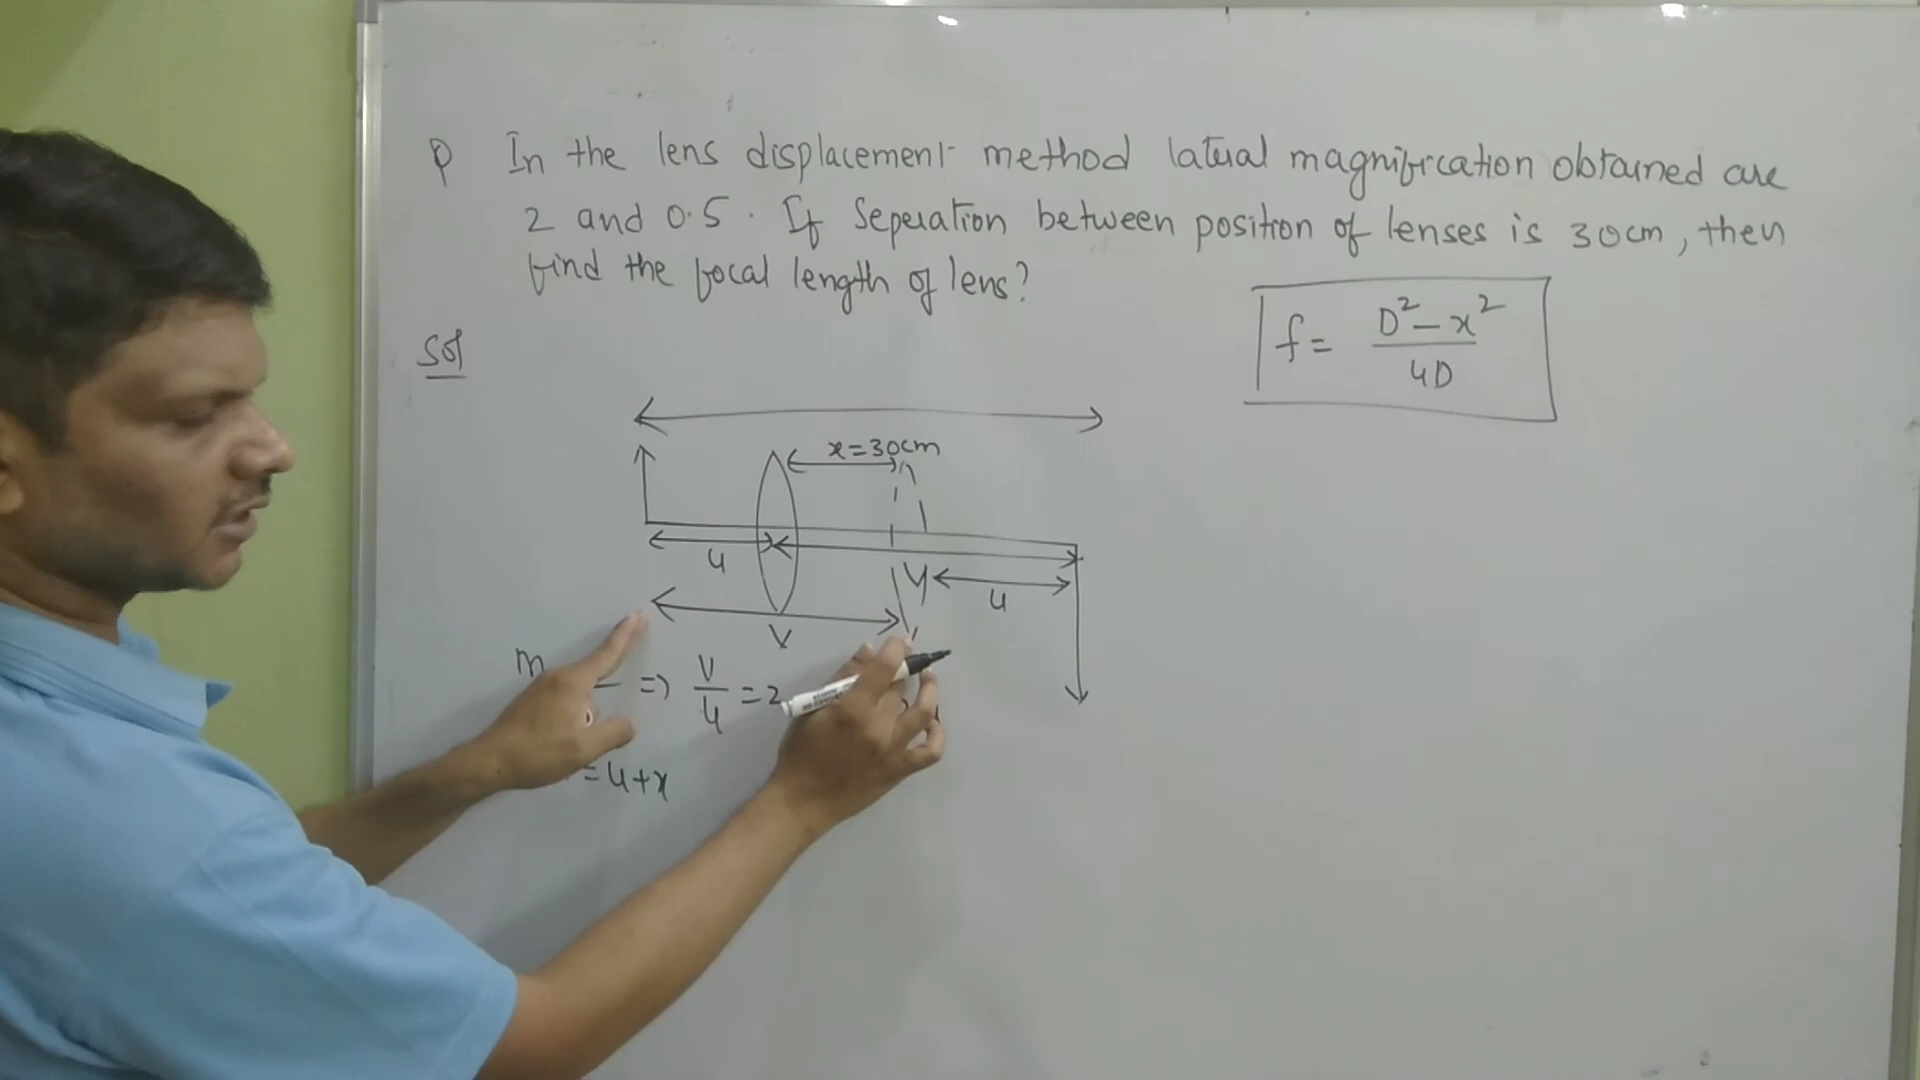 Q In the lens displacement method latual magnification obtained are
2 and 0.5. If Seperation between position of lenses is 30cm, then
find the focal length of lens?
f = D²-x² / 4D
Sol
x=30cm
u
V
u
V
m => V/u = 2
= u+x